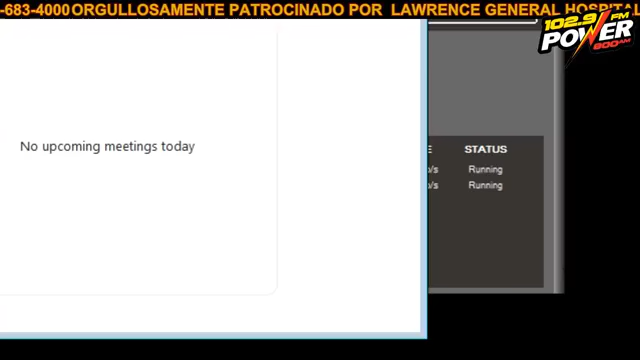 -683-4000 ORGULLOSAMENTE PATROCINADO POR LAWRENCE GENERAL HOSPITAL
102.9 FM
POWER
800 AM
No upcoming meetings today
E STATUS
b/s Running
b/s Running